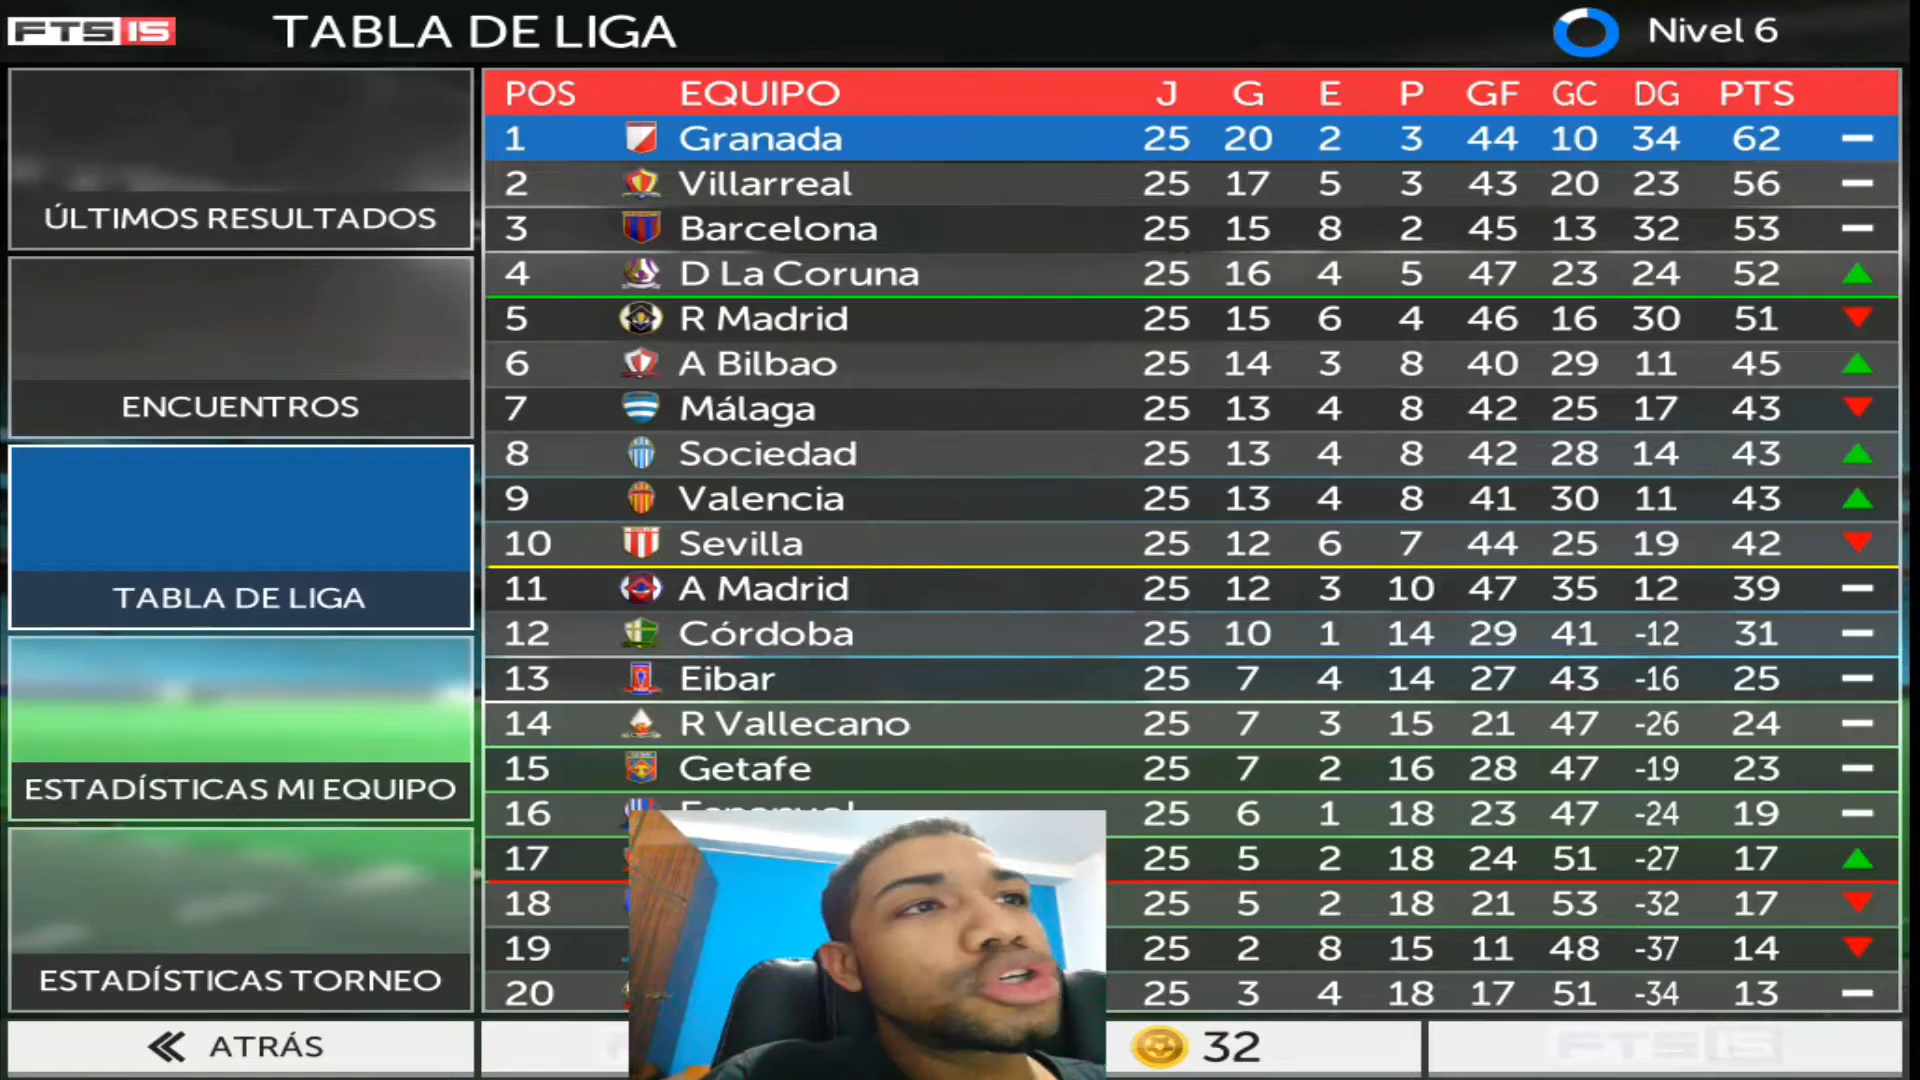 FTS 15
TABLA DE LIGA
Nivel 6
ÚLTIMOS RESULTADOS
ENCUENTROS
TABLA DE LIGA
ESTADÍSTICAS MI EQUIPO
ESTADÍSTICAS TORNEO
POS EQUIPO J G E P GF GC DG PTS
1 Granada 25 20 2 3 44 10 34 62
2 Villarreal 25 17 5 3 43 20 23 56
3 Barcelona 25 15 8 2 45 13 32 53
4 D La Coruna 25 16 4 5 47 23 24 52
5 R Madrid 25 15 6 4 46 16 30 51
6 A Bilbao 25 14 3 8 40 29 11 45
7 Málaga 25 13 4 8 42 25 17 43
8 Sociedad 25 13 4 8 42 28 14 43
9 Valencia 25 13 4 8 41 30 11 43
10 Sevilla 25 12 6 7 44 25 19 42
11 A Madrid 25 12 3 10 47 35 12 39
12 Córdoba 25 10 1 14 29 41 -12 31
13 Eibar 25 7 4 14 27 43 -16 25
14 R Vallecano 25 7 3 15 21 47 -26 24
15 Getafe 25 7 2 16 28 47 -19 23
16 25 6 1 18 23 47 -24 19
17 25 5 2 18 24 51 -27 17
18 25 5 2 18 21 53 -32 17
19 25 2 8 15 11 48 -37 14
20 25 3 4 18 17 51 -34 13
ATRÁS
32
FTS 15